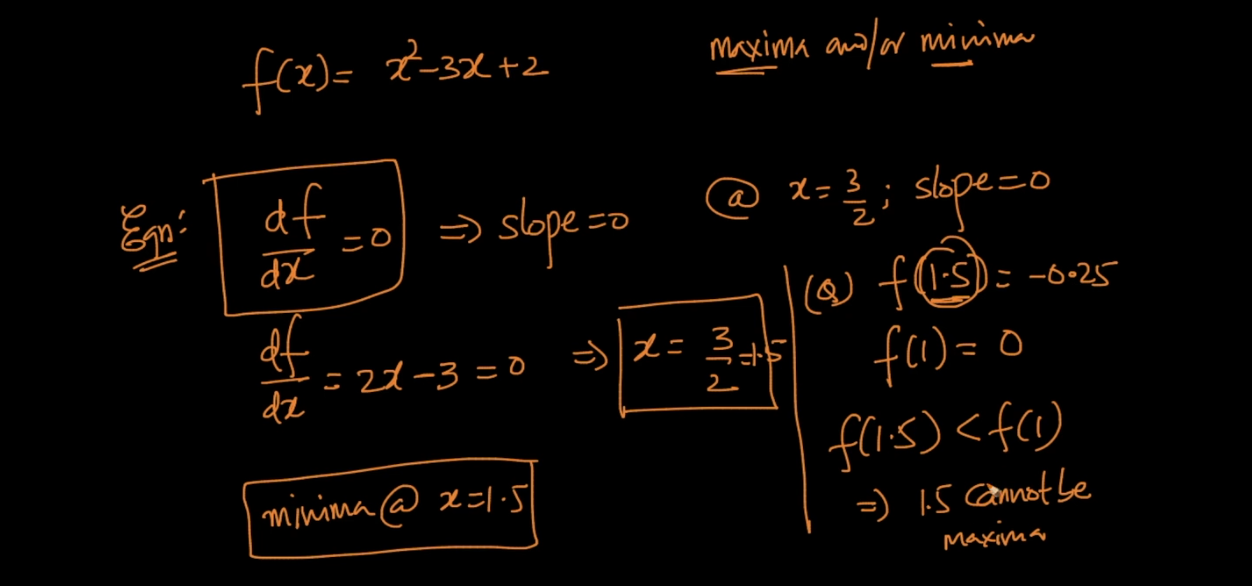 f(x) = x² - 3x + 2
maxima and/or minima
Eqn: df/dx = 0 ⇒ slope = 0
df/dx = 2x - 3 = 0 ⇒ x = 3/2 = 1.5
minima @ x = 1.5
@ x = 3/2 ; slope = 0
(Q) f(1.5) = -0.25
f(1) = 0
f(1.5) < f(1)
⇒ 1.5 cannot be
maxima